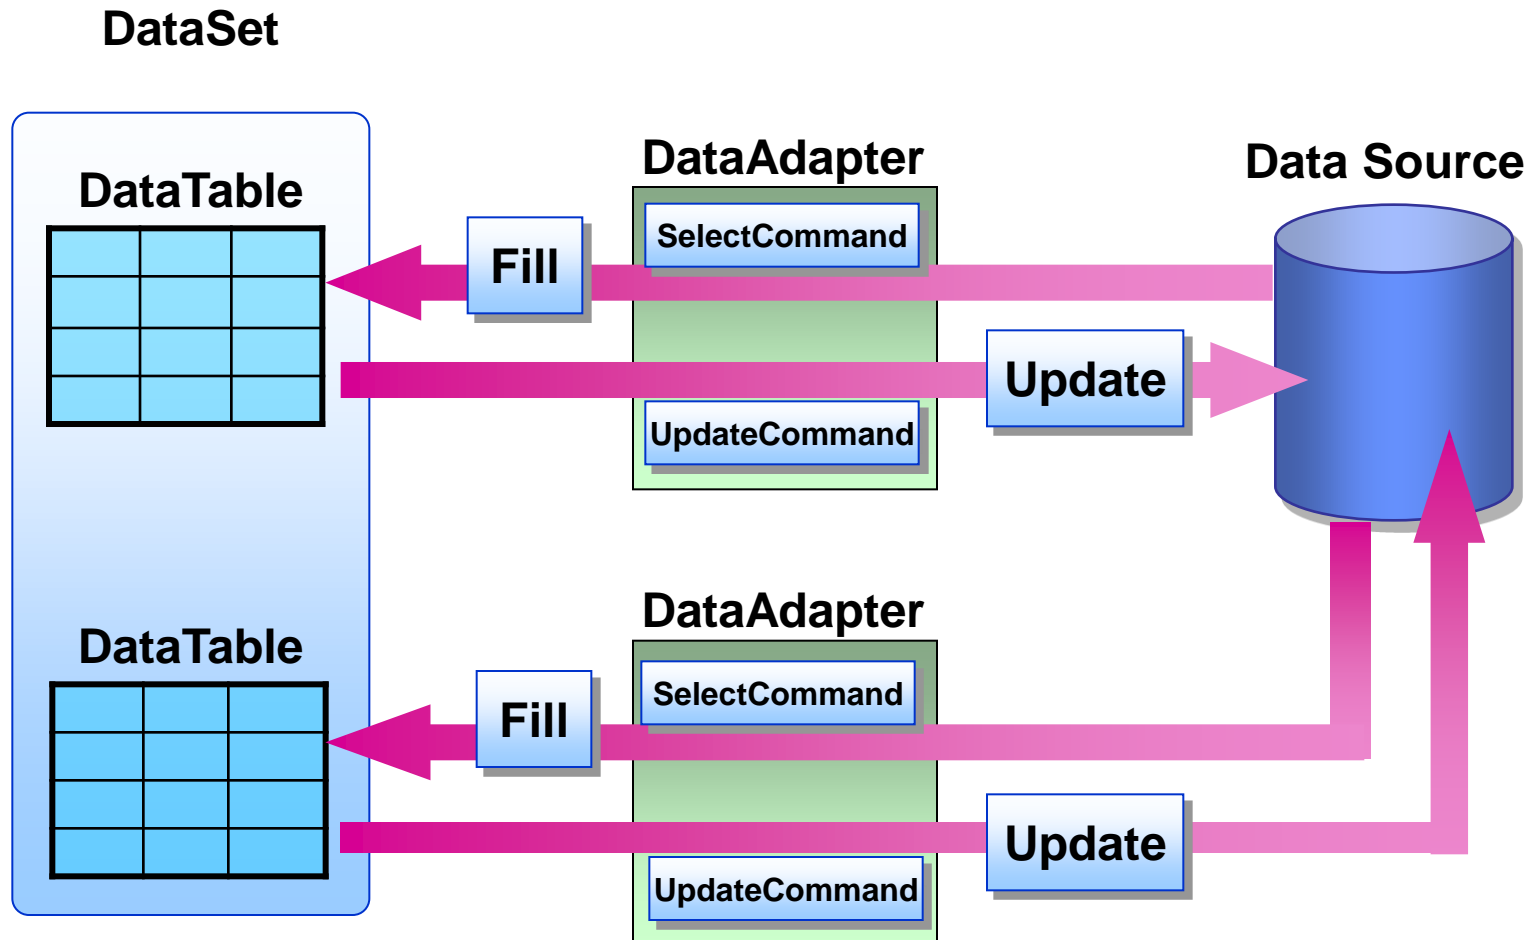 DataSet
DataAdapter
Data Source
DataTable
SelectCommand
Fill
Update
UpdateCommand
DataAdapter
DataTable
SelectCommand
Fill
Update
UpdateCommand